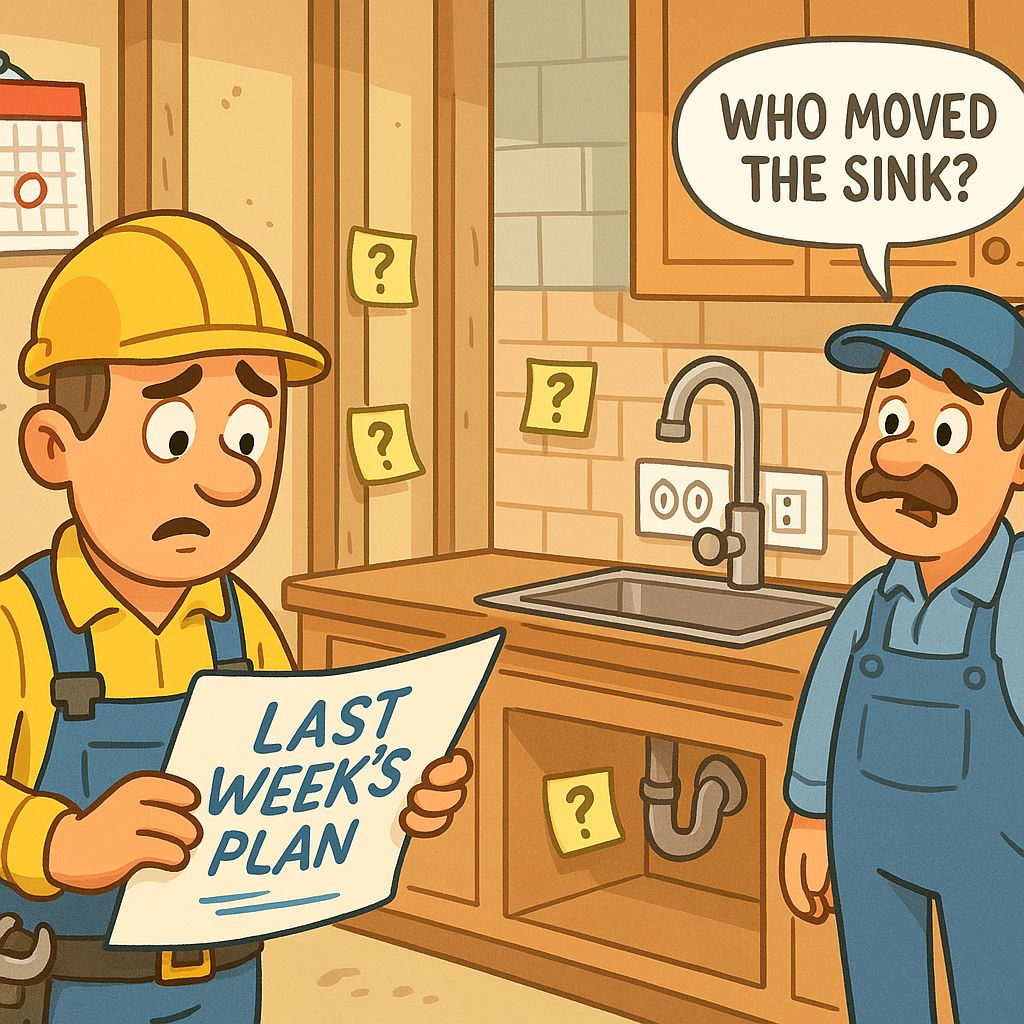 WHO MOVED
THE SINK?
?
?
?
LAST
WEEK'S
PLAN
?